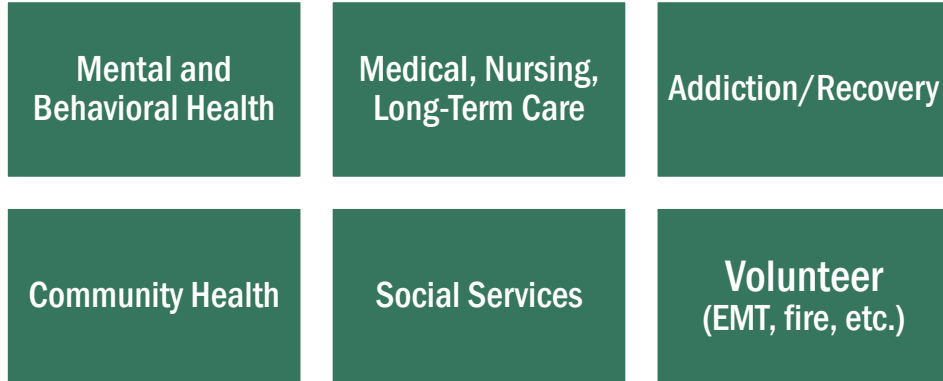 Mental and
Behavioral Health
Medical, Nursing,
Long-Term Care
Addiction/Recovery
Community Health
Social Services
Volunteer
(EMT, fire, etc.)